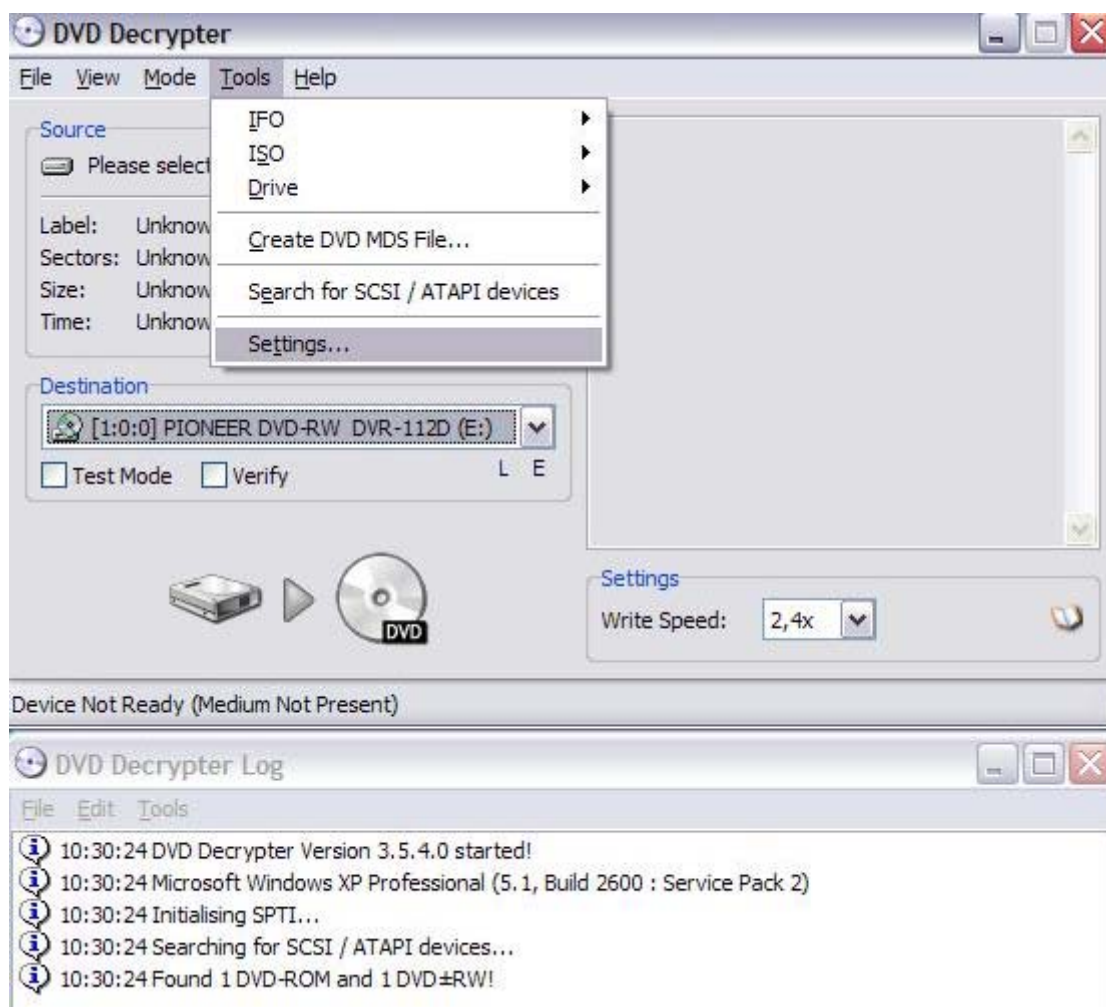 DVD Decrypter
File View Mode Tools Help
Source
Please select
Label: Unknow
Sectors: Unknow
Size: Unknow
Time: Unknow
IFO
ISO
Drive
Create DVD MDS File...
Search for SCSI / ATAPI devices
Settings...
Destination
[1:0:0] PIONEER DVD-RW DVR-112D (E:)
Test Mode Verify L E
DVD
Settings
Write Speed: 2,4x
Device Not Ready (Medium Not Present)
DVD Decrypter Log
File Edit Tools
10:30:24 DVD Decrypter Version 3.5.4.0 started!
10:30:24 Microsoft Windows XP Professional (5.1, Build 2600 : Service Pack 2)
10:30:24 Initialising SPTI...
10:30:24 Searching for SCSI / ATAPI devices...
10:30:24 Found 1 DVD-ROM and 1 DVD±RW!